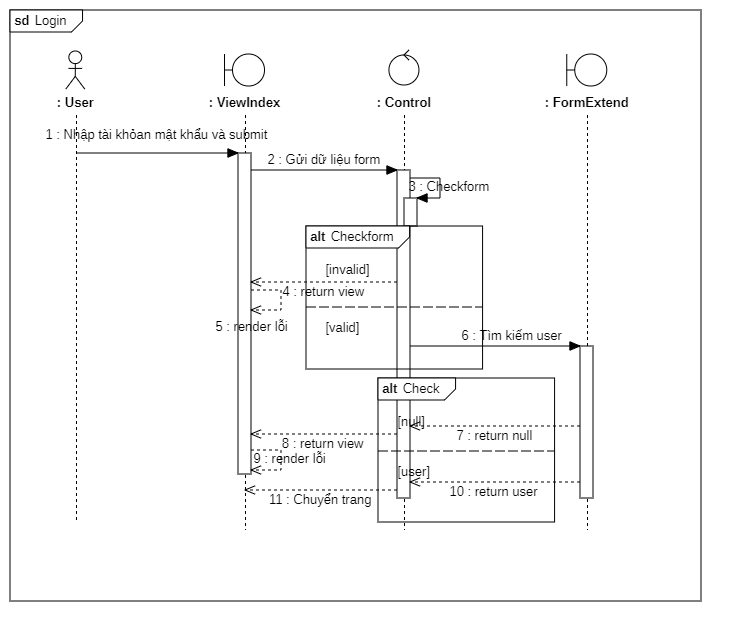 sd Login
: User
: ViewIndex
: Control
: FormExtend
1 : Nhập tài khỏan mật khẩu và submit
2 : Gửi dữ liệu form
3 : Checkform
alt Checkform
[invalid]
4 : return view
5 : render lỗi
[valid]
6 : Tìm kiếm user
alt Check
[null]
7 : return null
8 : return view
9 : render lỗi
[user]
10 : return user
11 : Chuyển trang